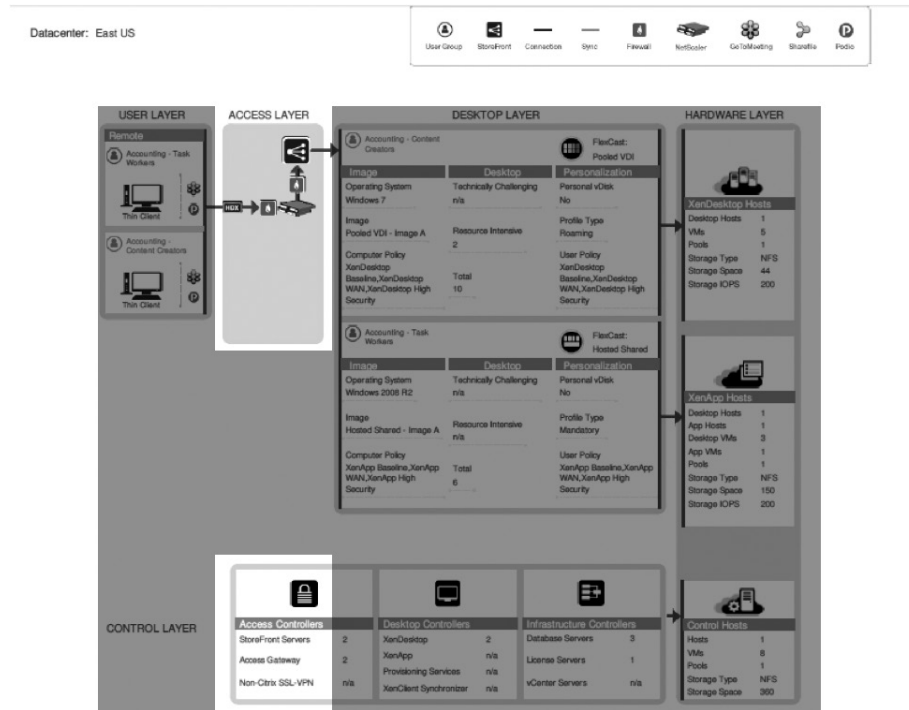 Datacenter: East US
User Group StoreFront Connection Sync Firewall NetScaler GoToMeeting Sharefile Podio
USER LAYER
Remote
Accounting - Task
Workers
Thin Client
Accounting -
Content Creators
Thin Client
ACCESS LAYER
HDX
DESKTOP LAYER
Accounting - Content
Creators
FlexCast:
Pooled VDI
Image Desktop Personalization
Operating System
Windows 7
Image
Pooled VDI - Image A
Computer Policy
XenDesktop
Baseline,XenDesktop
WAN,XenDesktop High
Security
Technically Challenging
n/a
Resource Intensive
2
Total
10
Personal vDisk
No
Profile Type
Roaming
User Policy
XenDesktop
Baseline,XenDesktop
WAN,XenDesktop High
Security
Accounting - Task
Workers
FlexCast:
Hosted Shared
Image Desktop Personalization
Operating System
Windows 2008 R2
Image
Hosted Shared - Image A
Computer Policy
XenApp Baseline,XenApp
WAN,XenApp High
Security
Technically Challenging
n/a
Resource Intensive
n/a
Total
6
Personal vDisk
No
Profile Type
Mandatory
User Policy
XenApp Baseline,XenApp
WAN,XenApp High
Security
HARDWARE LAYER
XenDesktop Hosts
Desktop Hosts 1
VMs 5
Pools 1
Storage Type NFS
Storage Space 44
Storage IOPS 200
XenApp Hosts
Desktop Hosts 1
App Hosts 1
Desktop VMs 3
App VMs 1
Pools 1
Storage Type NFS
Storage Space 150
Storage IOPS 200
CONTROL LAYER
Access Controllers
StoreFront Servers 2
Access Gateway 2
Non-Citrix SSL-VPN n/a
Desktop Controllers
XenDesktop 2
XenApp n/a
Provisioning Services n/a
XenClient Synchronizer n/a
Infrastructure Controllers
Database Servers 3
License Servers 1
vCenter Servers n/a
Control Hosts
Hosts 1
VMs 8
Pools 1
Storage Type NFS
Storage Space 360